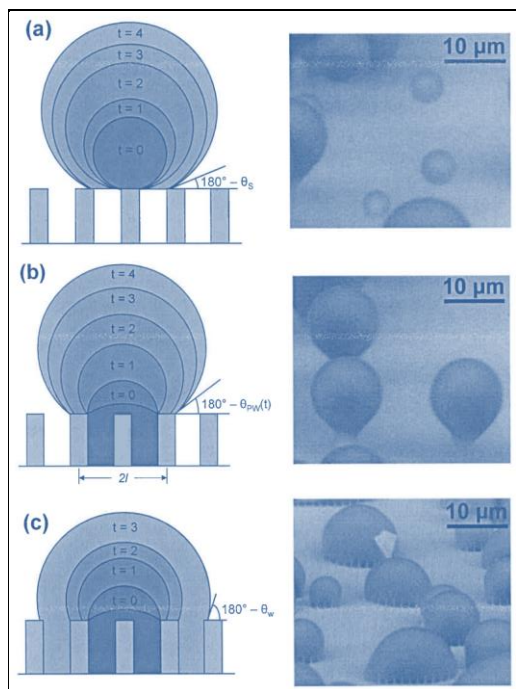 (a)
t = 4
t = 3
t = 2
t = 1
t=0
180° – θS
10 µm
(b)
t = 4
t = 3
t = 2
t = 1
t=0
180° – θPW(t)
2l
10 µm
(c)
t = 3
t = 2
t = 1
t=0
180° – θw
10 µm